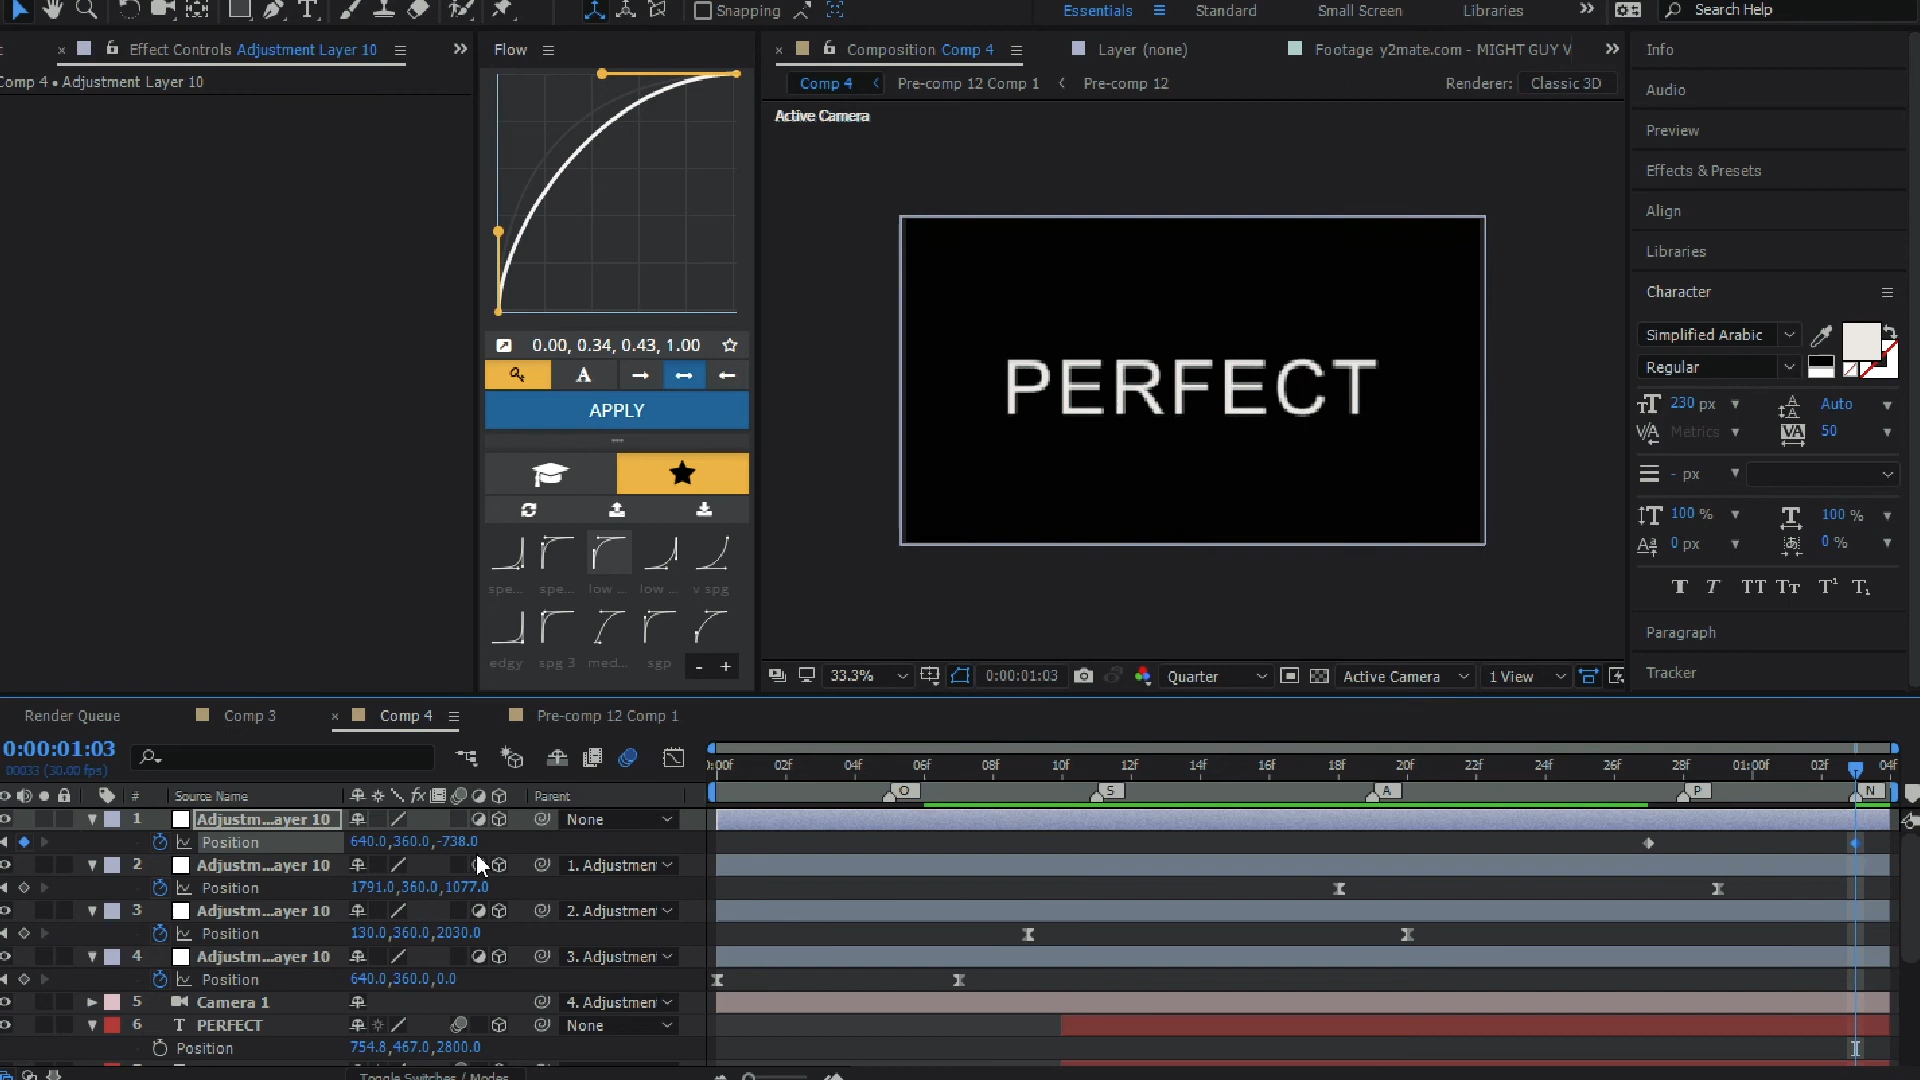 Snapping
Essentials
Standard
Small Screen
Libraries
Search Help
Effect Controls Adjustment Layer 10
Comp 4 • Adjustment Layer 10
Flow
Composition Comp 4
Layer (none)
Footage y2mate.com - MIGHT GUY V
Comp 4
Pre-comp 12 Comp 1
Pre-comp 12
Renderer: Classic 3D
Active Camera
PERFECT
0.00, 0.34, 0.43, 1.00
A
APPLY
spe...
spe...
low ...
low ...
v spg
edgy
spg 3
med...
sgp
- +
33.3%
0:00:01:03
Quarter
Active Camera
1 View
Info
Audio
Preview
Effects & Presets
Align
Libraries
Character
Simplified Arabic
Regular
230 px
Auto
Metrics
50
- px
100 %
100 %
0 px
0 %
T T TT Tt T¹ T₁
Paragraph
Tracker
Render Queue
Comp 3
Comp 4
Pre-comp 12 Comp 1
0:00:01:03
00033 (30.00 fps)
:00f 02f 04f 06f 08f 10f 12f 14f 16f 18f 20f 22f 24f 26f 28f 01:00f 02f 04f
# Source Name fx Parent
O S A P N
1 Adjustm...ayer 10 None
Position 640.0,360.0,-738.0
2 Adjustm...ayer 10 1. Adjustmen
Position 1791.0,360.0,1077.0
3 Adjustm...ayer 10 2. Adjustmen
Position 130.0,360.0,2030.0
4 Adjustm...ayer 10 3. Adjustmen
Position 640.0,360.0,0.0
5 Camera 1 4. Adjustmen
6 T PERFECT None
Position 754.8,467.0,2800.0
Toggle Switches / Modes